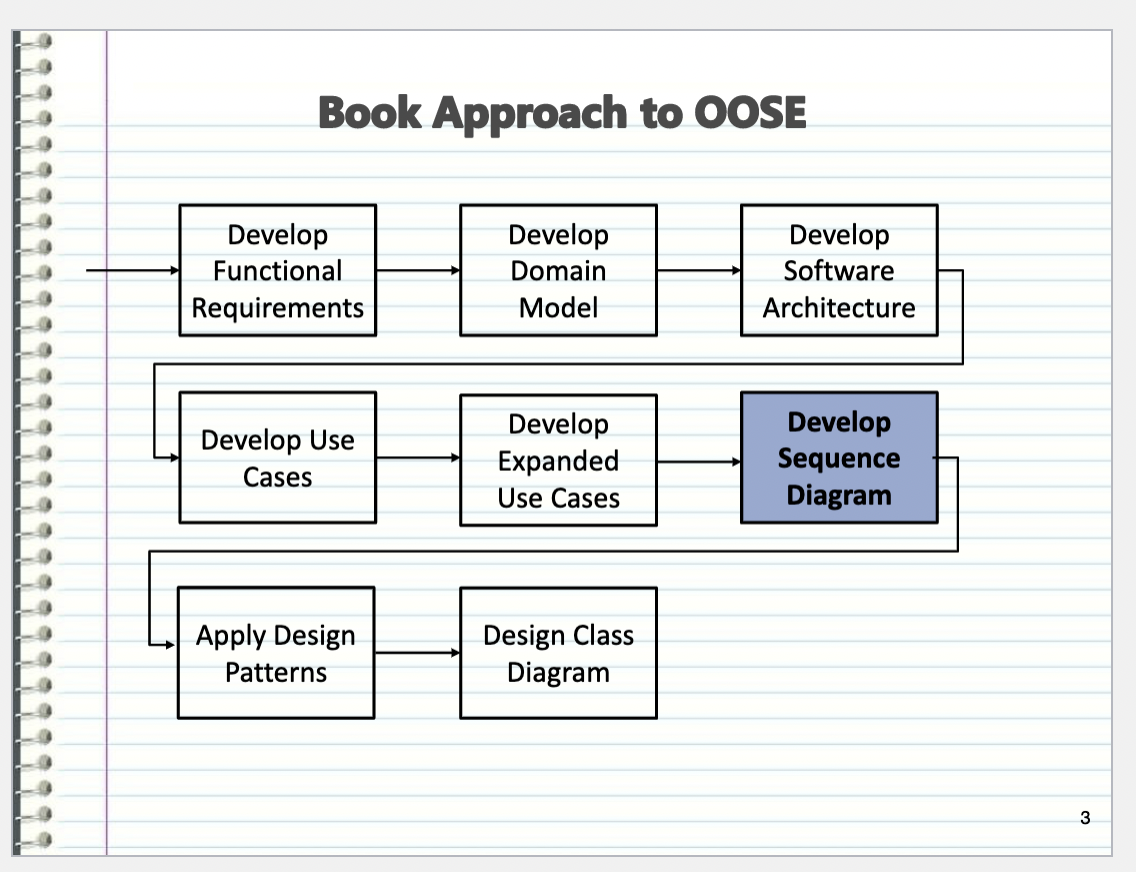 Book Approach to OOSE
Develop
Functional
Requirements
Develop
Domain
Model
Develop
Software
Architecture
Develop Use
Cases
Develop
Expanded
Use Cases
Develop
Sequence
Diagram
Apply Design
Patterns
Design Class
Diagram
3